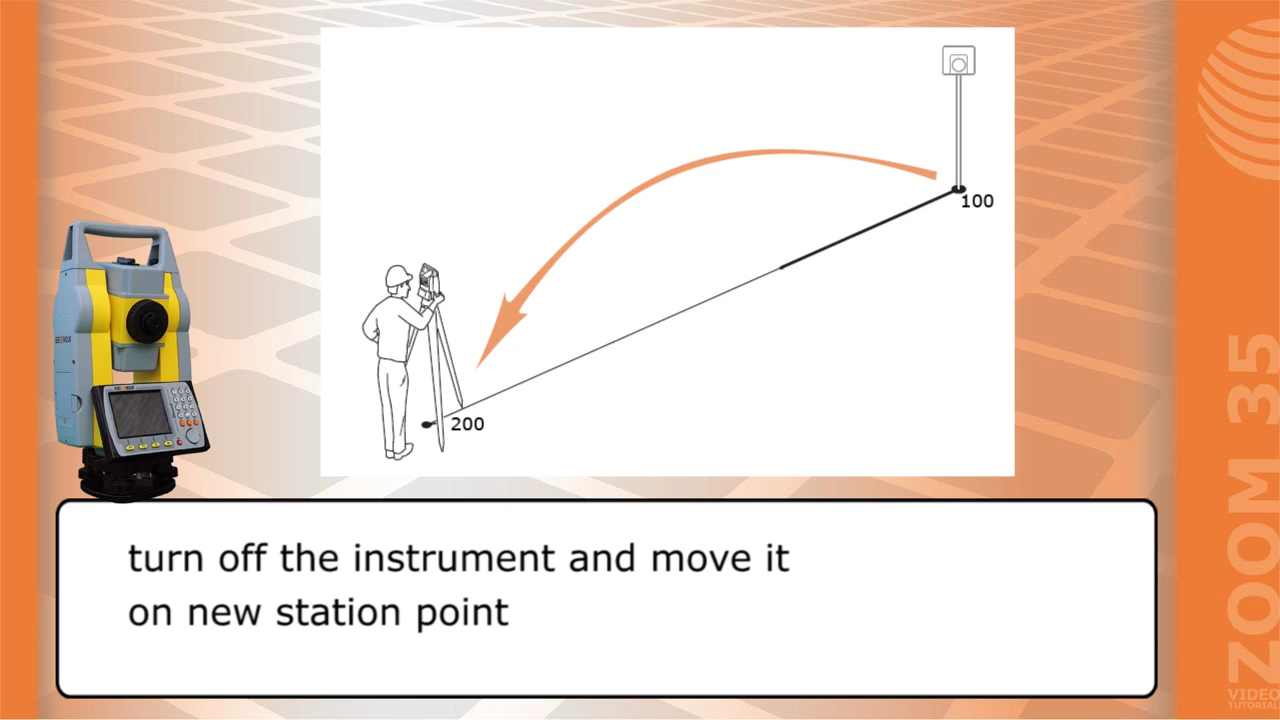 100
200
turn off the instrument and move it
on new station point
ZOOM 35
VIDEO
TUTORIAL